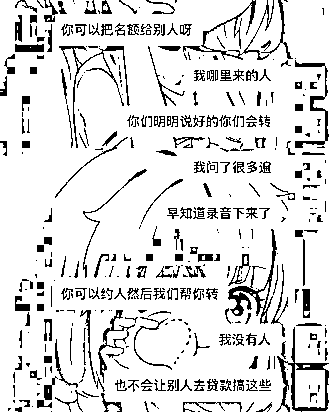 你可以把名额给别人呀
我哪里来的人
你们明明说好的你们会转
我问了很多遍
早知道录音下来了
你可以约人然后我们帮你转
我没有人
也不会让别人去贷款搞这些